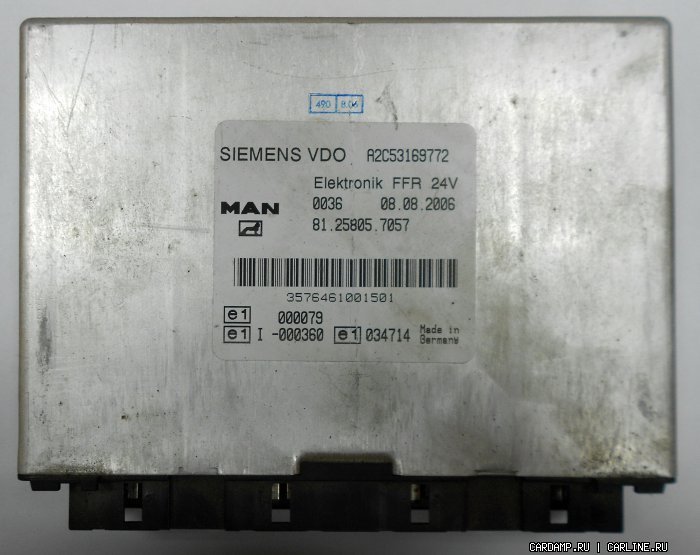 490 8.06
SIEMENS VDO A2C53169772
Elektronik FFR 24V
MAN 0036 08.08.2006
81.25805.7057
3576461001501
e1 000079
e1 I -000360 e1 034714 Made in Germany
CARDAMP.RU | CARLINE.RU